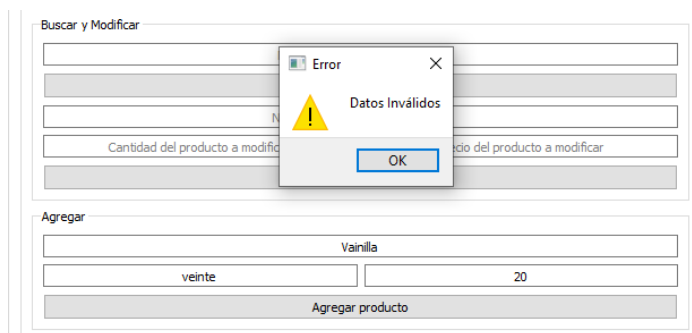 Buscar y Modificar
Error
Datos Inválidos
N
Cantidad del producto a modific
cio del producto a modificar
OK
Agregar
Vainilla
veinte
20
Agregar producto